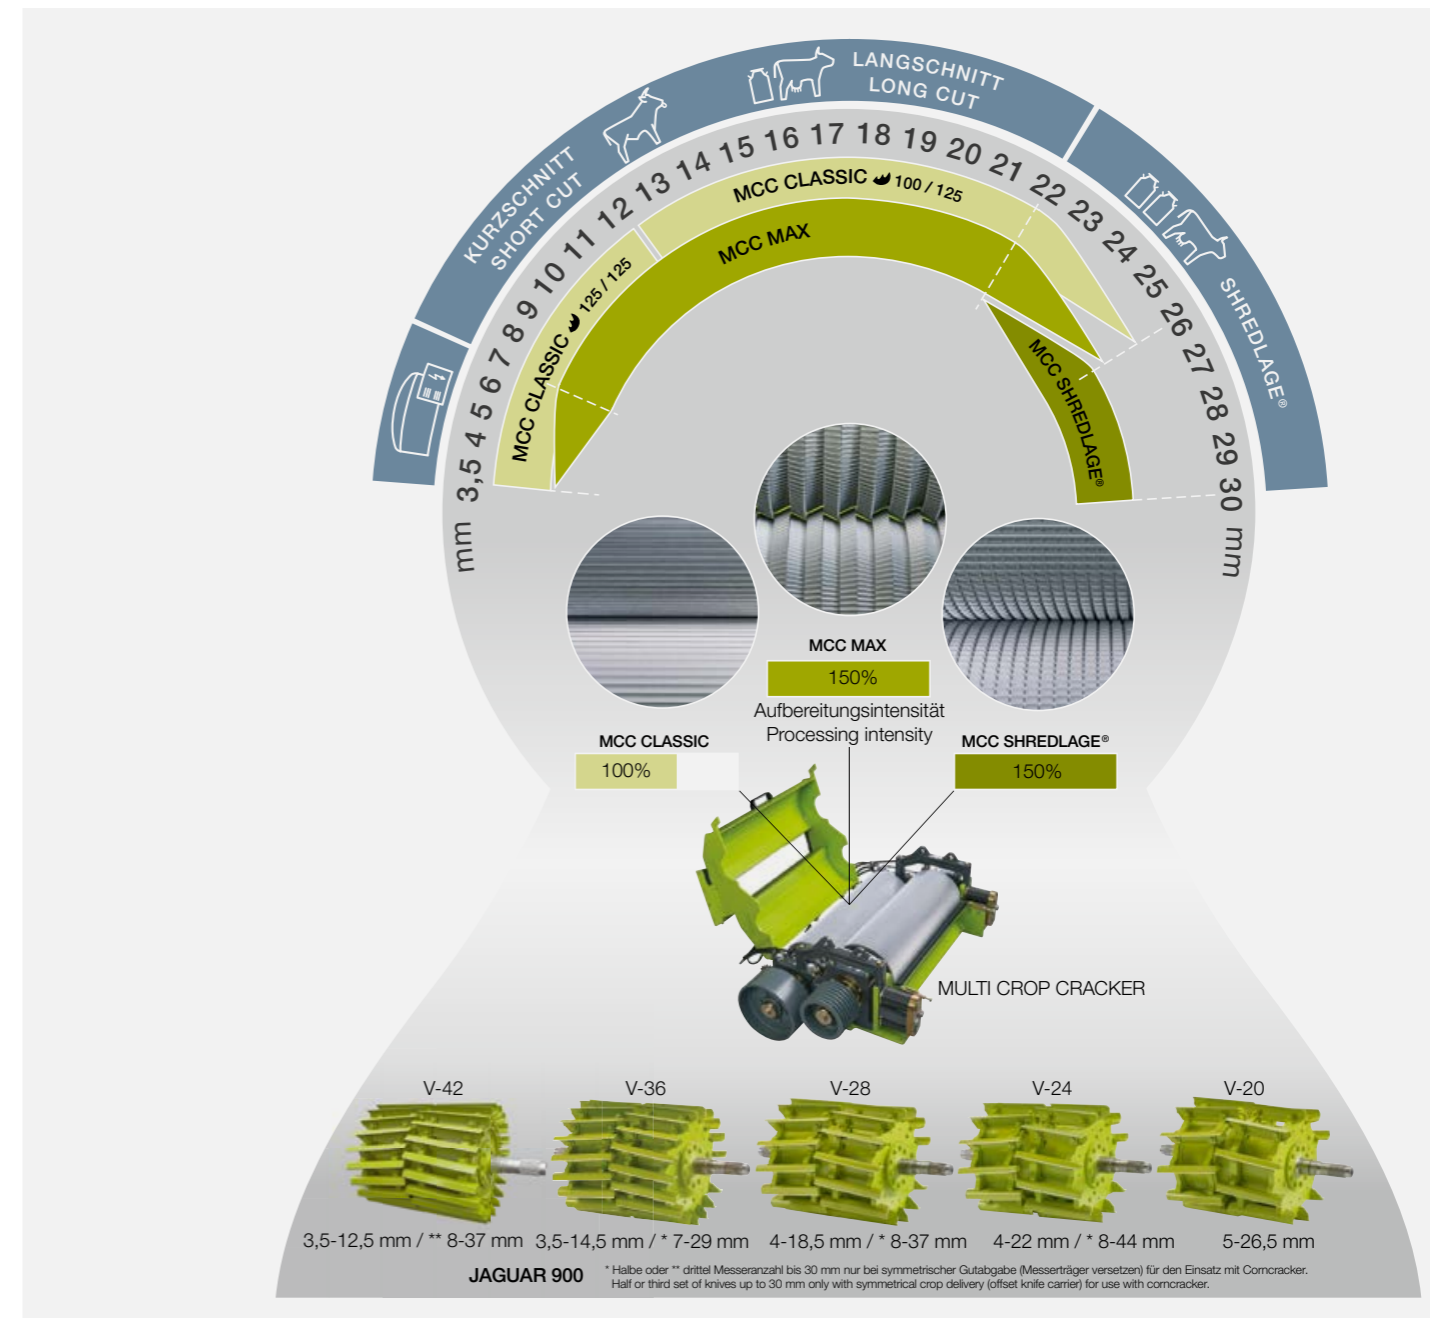 KURZSCHNITT
SHORT CUT
LANGSCHNITT
LONG CUT
SHREDLAGE®
mm 3,5 4 5 6 7 8 9 10 11 12 13 14 15 16 17 18 19 20 21 22 23 24 25 26 27 28 29 30 mm
MCC CLASSIC 125 / 125
MCC CLASSIC 100 / 125
MCC MAX
MCC SHREDLAGE®
MCC MAX
150%
Aufbereitungsintensität
Processing intensity
MCC CLASSIC
100%
MCC SHREDLAGE®
150%
MULTI CROP CRACKER
V-42 V-36 V-28 V-24 V-20
3,5-12,5 mm / ** 8-37 mm 3,5-14,5 mm / * 7-29 mm 4-18,5 mm / * 8-37 mm 4-22 mm / * 8-44 mm 5-26,5 mm
JAGUAR 900
* Halbe oder ** drittel Messeranzahl bis 30 mm nur bei symmetrischer Gutabgabe (Messerträger versetzen) für den Einsatz mit Corncracker.
Half or third set of knives up to 30 mm only with symmetrical crop delivery (offset knife carrier) for use with corncracker.